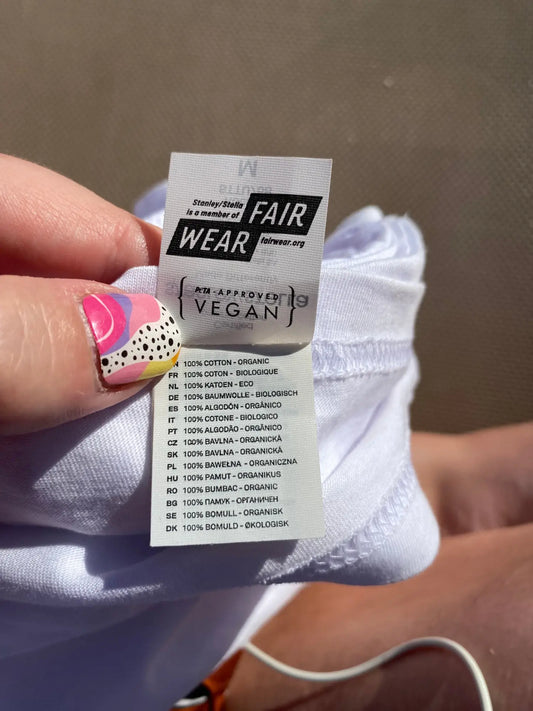 Stanley/Stella
is a member of
FAIR
WEAR
fairwear.org
PETA - APPROVED
VEGAN
100% COTTON - ORGANIC
FR 100% COTON - BIOLOGIQUE
NL 100% KATOEN - ECO
DE 100% BAUMWOLLE - BIOLOGISCH
ES 100% ALGODÓN - ORGÁNICO
IT 100% COTONE - BIOLOGICO
PT 100% ALGODÃO - ORGÂNICO
CZ 100% BAVLNA - ORGANICKÁ
SK 100% BAVLNA - ORGANICKÁ
PL 100% BAWEŁNA - ORGANICZNA
HU 100% PAMUT - ORGANIKUS
RO 100% BUMBAC - ORGANIC
BG 100% ПАМУК - ОРГАНИЧЕН
SE 100% BOMULL - ORGANISK
DK 100% BOMULD - ØKOLOGISK